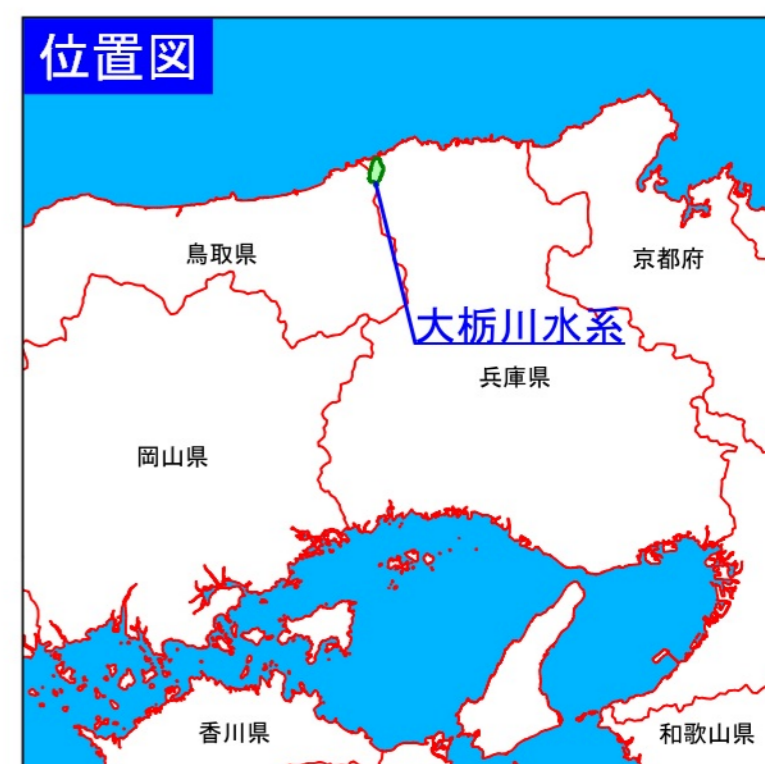 位置図
鳥取県
京都府
大栃川水系
兵庫県
岡山県
香川県
和歌山県